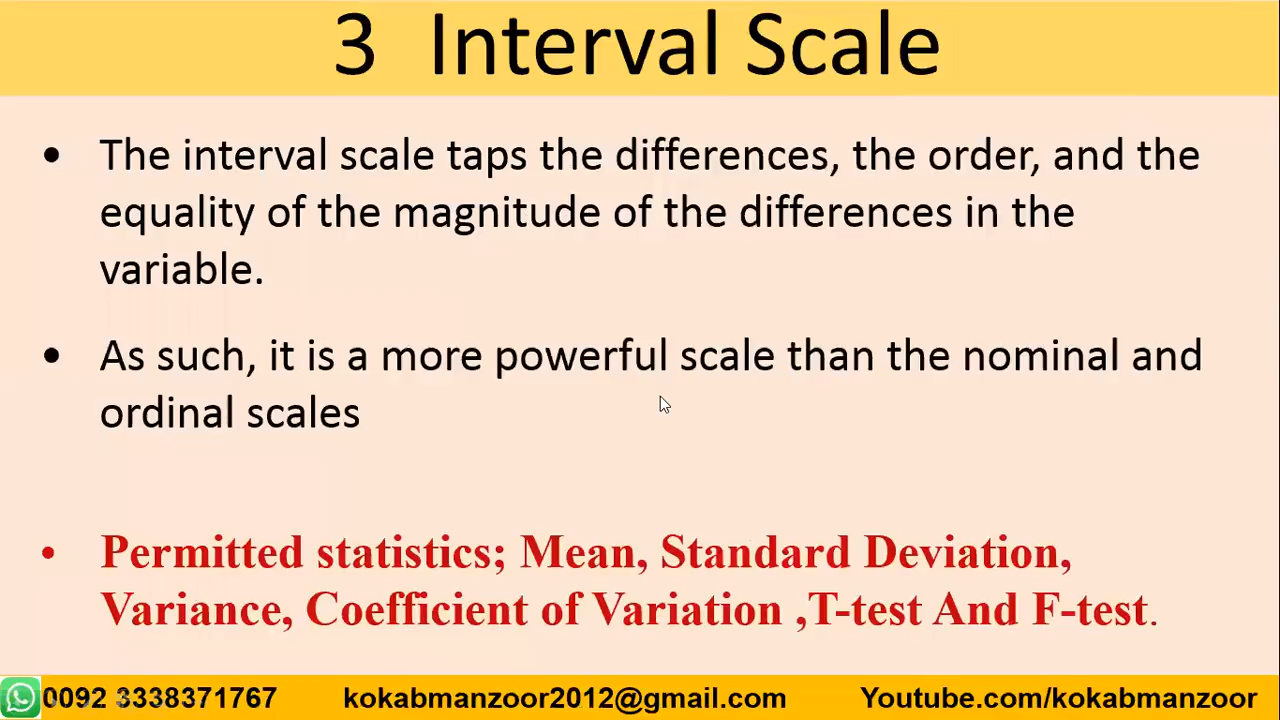 3 Interval Scale
• The interval scale taps the differences, the order, and the
equality of the magnitude of the differences in the
variable.
• As such, it is a more powerful scale than the nominal and
ordinal scales
• Permitted statistics; Mean, Standard Deviation,
Variance, Coefficient of Variation ,T-test And F-test.
0092 3338371767 kokabmanzoor2012@gmail.com Youtube.com/kokabmanzoor